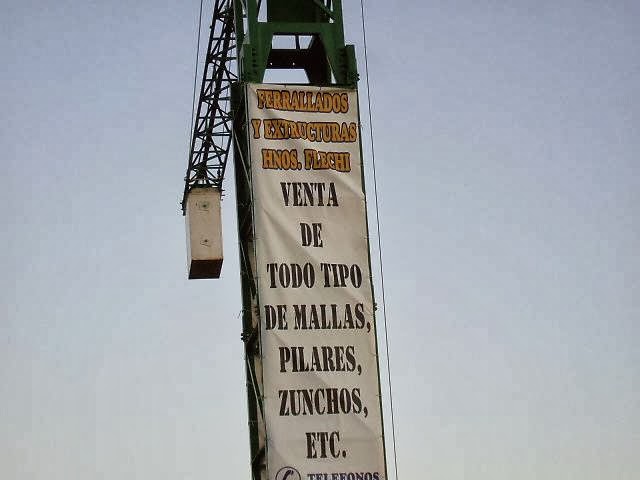 FERRALLADOS
Y EXTRUCTURAS
HNOS. FLECHI
VENTA
DE
TODO TIPO
DE MALLAS,
PILARES,
ZUNCHOS,
ETC.
TELEFONOS